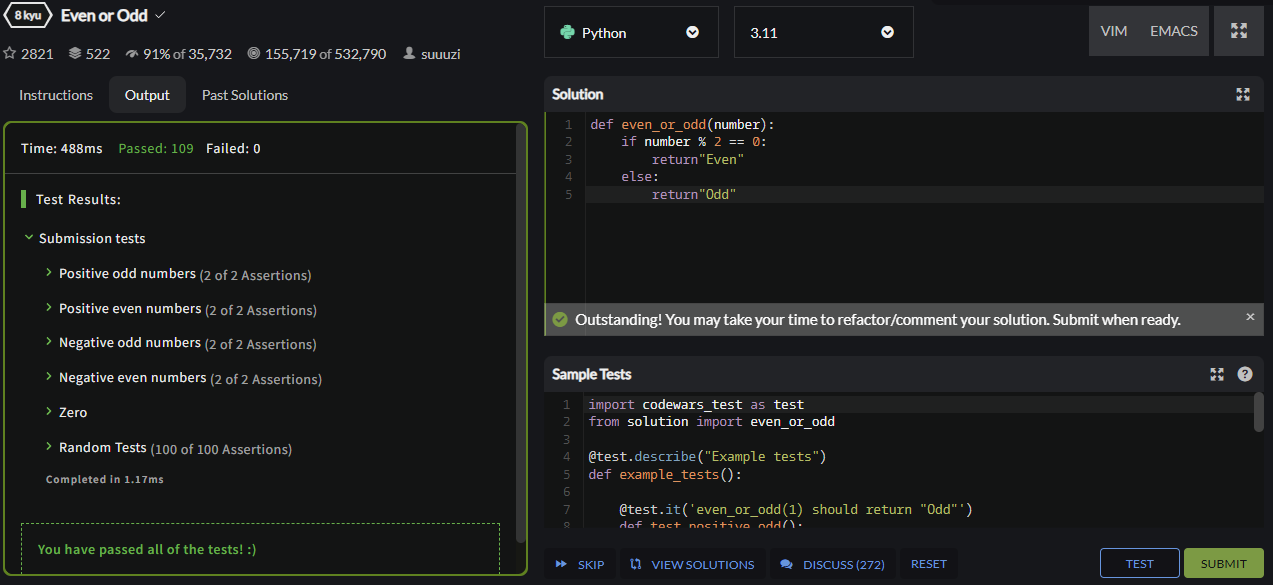 8 kyu Even or Odd
2821 522 91% of 35,732 155,719 of 532,790 suuuzi
Instructions Output Past Solutions
Time: 488ms Passed: 109 Failed: 0
Test Results:
Submission tests
Positive odd numbers (2 of 2 Assertions)
Positive even numbers (2 of 2 Assertions)
Negative odd numbers (2 of 2 Assertions)
Negative even numbers (2 of 2 Assertions)
Zero
Random Tests (100 of 100 Assertions)
Completed in 1.17ms
You have passed all of the tests! :)
Python 3.11 VIM EMACS
Solution
1 def even_or_odd(number):
2     if number % 2 == 0:
3         return"Even"
4     else:
5         return"Odd"
Outstanding! You may take your time to refactor/comment your solution. Submit when ready. ×
Sample Tests ?
1 import codewars_test as test
2 from solution import even_or_odd
3
4 @test.describe("Example tests")
5 def example_tests():
6
7     @test.it('even_or_odd(1) should return "Odd"')
8     def test_positive_odd():
SKIP VIEW SOLUTIONS DISCUSS (272) RESET TEST SUBMIT